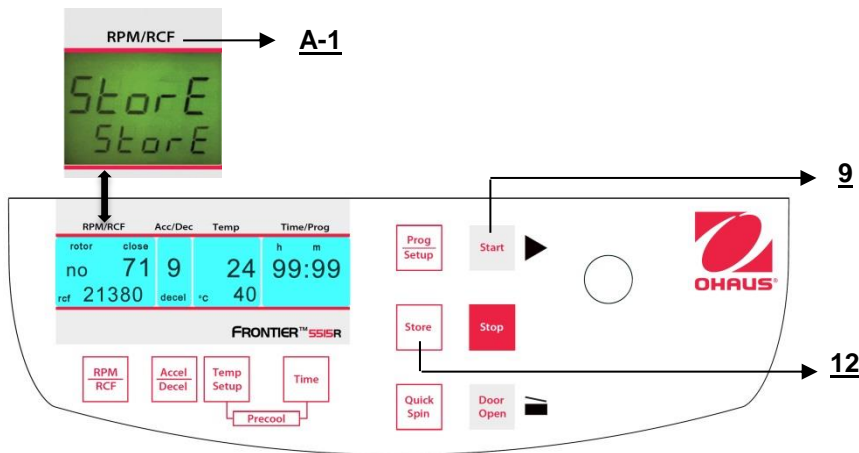 RPM/RCF
A-1
StorE
StorE
9
RPM/RCF Acc/Dec Temp Time/Prog
rotor close h m
no 71 9 24 99:99
rcf 21380 decel °C 40
FRONTIER™ 5515R
Prog
Setup
Start
OHAUS®
Store
Stop
12
RPM
RCF
Accel
Decel
Temp
Setup
Time
Precool
Quick
Spin
Door
Open